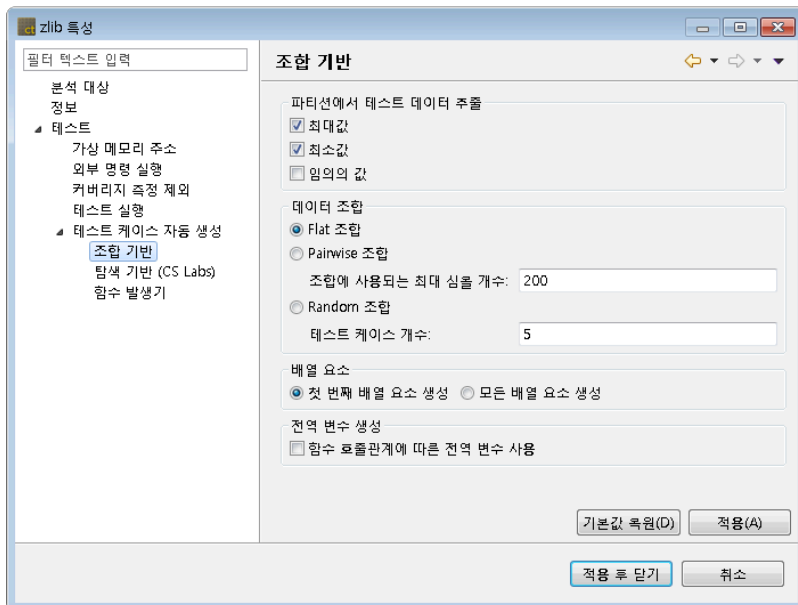 ct zlib 특성
필터 텍스트 입력
분석 대상
정보
테스트
가상 메모리 주소
외부 명령 실행
커버리지 측정 제외
테스트 실행
테스트 케이스 자동 생성
조합 기반
탐색 기반 (CS Labs)
함수 발생기
조합 기반
파티션에서 테스트 데이터 추출
최대값
최소값
임의의 값
데이터 조합
Flat 조합
Pairwise 조합
조합에 사용되는 최대 심볼 개수: 200
Random 조합
테스트 케이스 개수: 5
배열 요소
첫 번째 배열 요소 생성 모든 배열 요소 생성
전역 변수 생성
함수 호출관계에 따른 전역 변수 사용
기본값 복원(D) 적용(A)
적용 후 닫기 취소